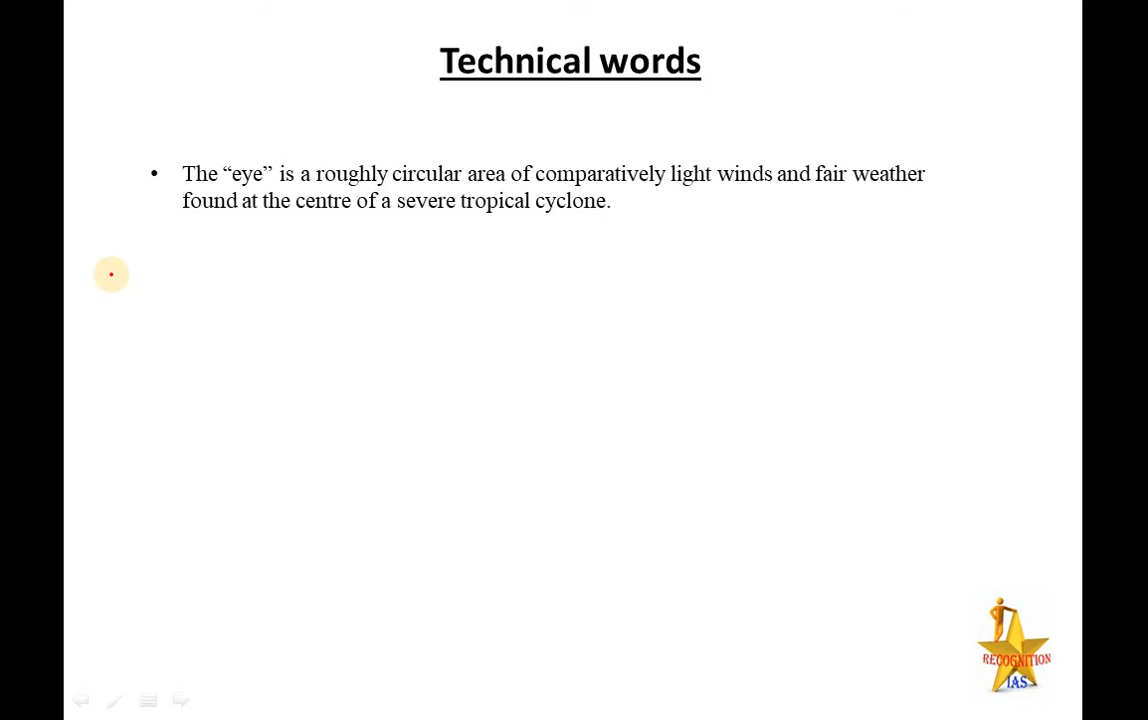 Technical words
• The “eye” is a roughly circular area of comparatively light winds and fair weather
found at the centre of a severe tropical cyclone.
RECOGNITION
IAS